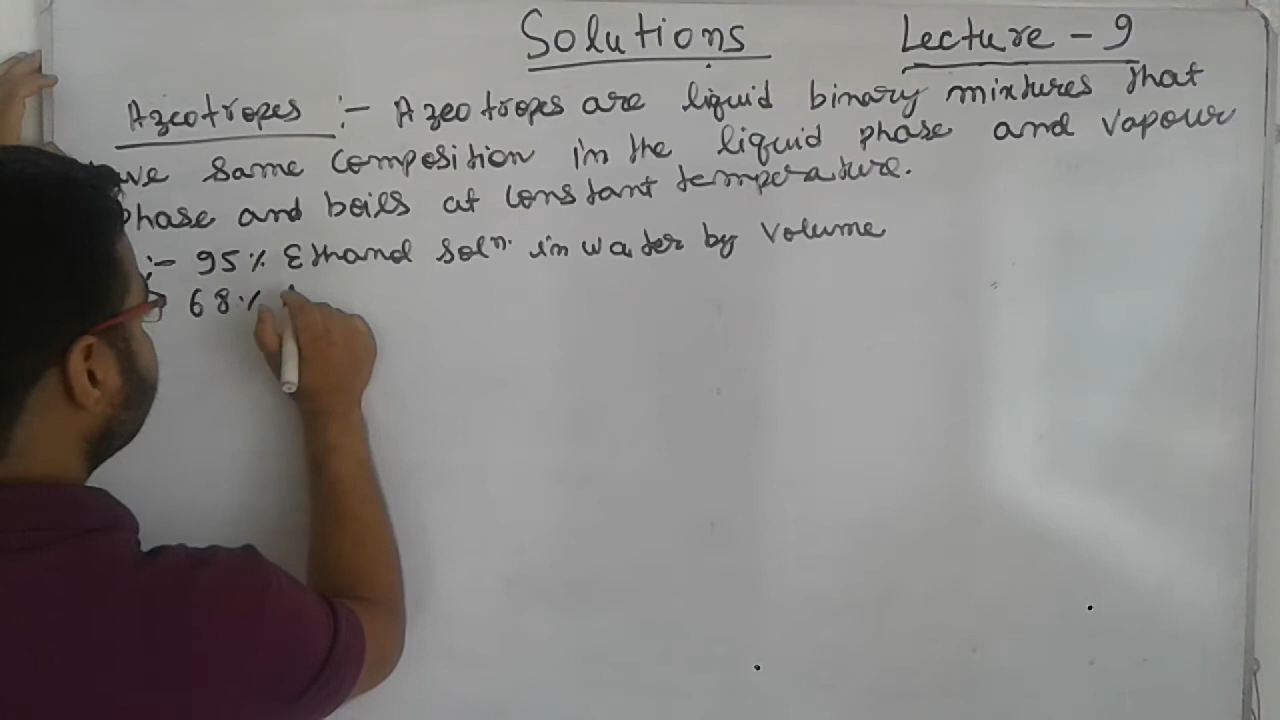 Solutions Lecture - 9
Azeotropes :- Azeotropes are liquid binary mixtures that
ve same composition in the liquid phase and vapour
phase and boils at constant temperature.
:- 95% Ethanol solⁿ. in water by volume
68%